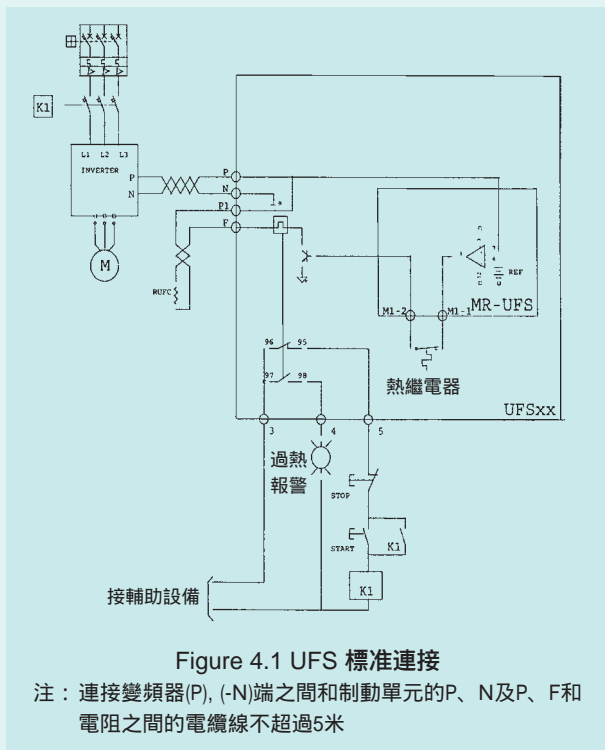 K1
L1 L2 L3
INVERTER
P
N
M
P
N
P1
F
RUFC
REF
MR-UFS
M1-2 M1-1
熱繼電器
UFSxx
96 95
97 98
3 4 5
過熱
報警
STOP
START
K1
K1
接輔助設備
Figure 4.1 UFS 標准連接
注：連接變頻器(P), (-N)端之間和制動單元的P、N及P、F和
電阻之間的電纜線不超過5米